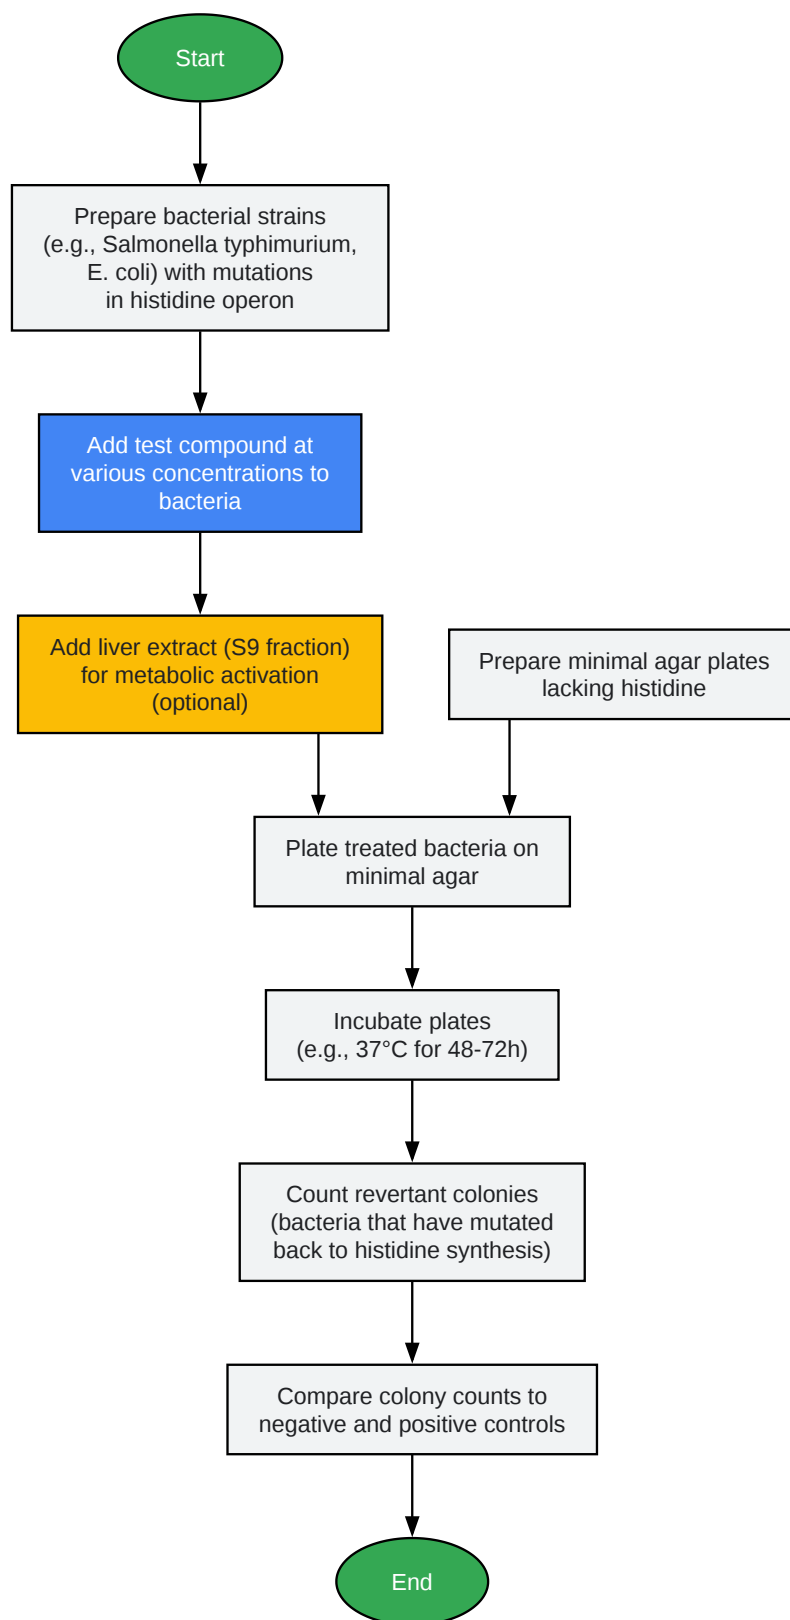 Start
Prepare bacterial strains
(e.g., Salmonella typhimurium,
E. coli) with mutations
in histidine operon
Add test compound at
various concentrations to
bacteria
Add liver extract (S9 fraction)
for metabolic activation
(optional)
Prepare minimal agar plates
lacking histidine
Plate treated bacteria on
minimal agar
Incubate plates
(e.g., 37°C for 48-72h)
Count revertant colonies
(bacteria that have mutated
back to histidine synthesis)
Compare colony counts to
negative and positive controls
End